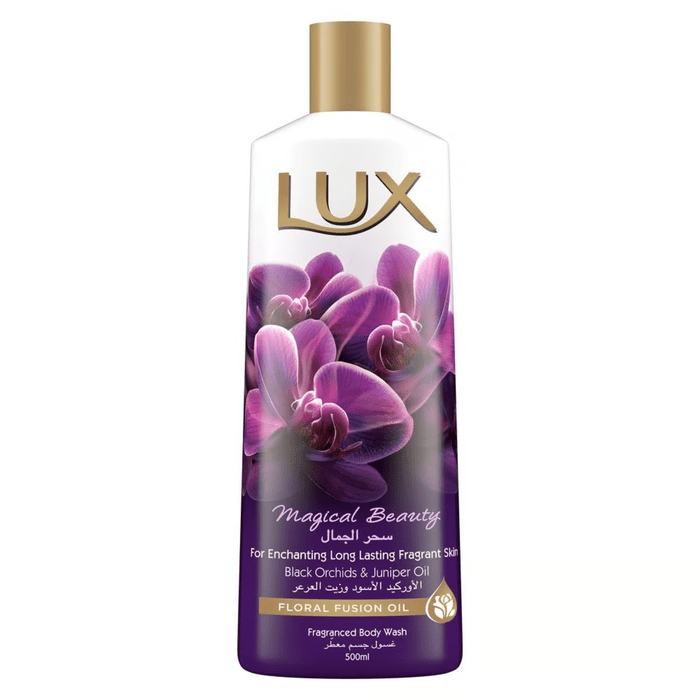 LUX
Magical Beauty
سحر الجمال
For Enchanting Long Lasting Fragrant Skin
Black Orchids & Juniper Oil
الأوركيد الأسود وزيت العرعر
FLORAL FUSION OIL
Fragranced Body Wash
غسول جسم معطّر
500ml